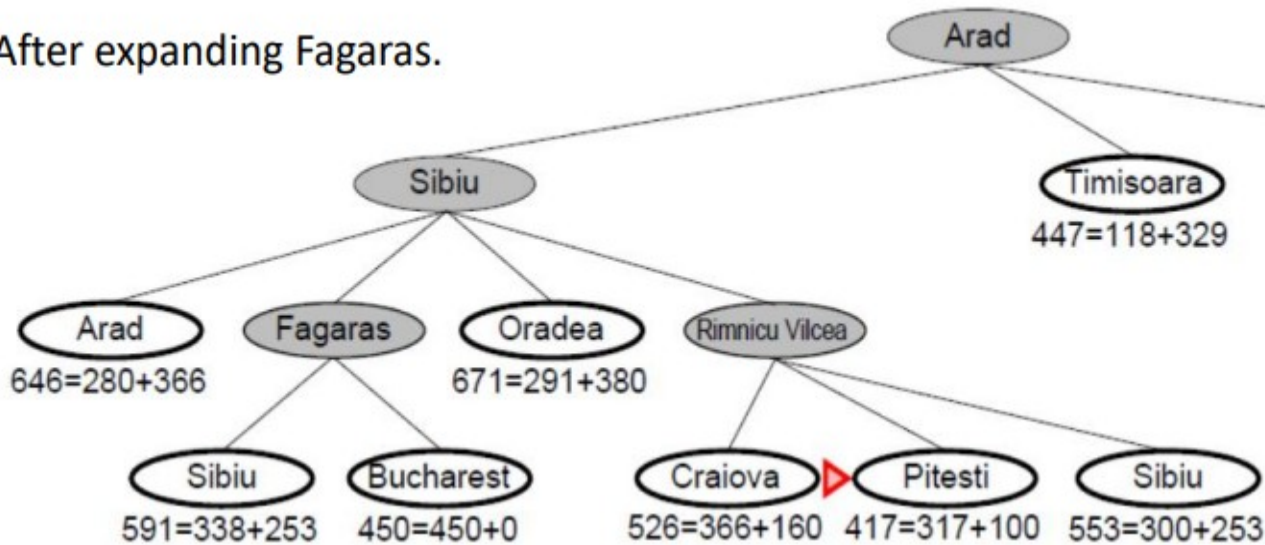 After expanding Fagaras.
Arad
Sibiu
Timisoara
447=118+329
Arad
Fagaras
Oradea
Rimnicu Vilcea
646=280+366
671=291+380
Sibiu
Bucharest
Craiova
Pitesti
Sibiu
591=338+253
450=450+0
526=366+160
417=317+100
553=300+253